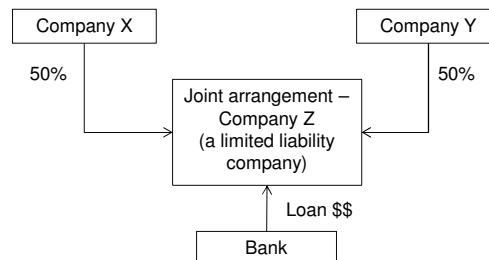 Company X
Company Y
50%
50%
Joint arrangement –
Company Z
(a limited liability
company)
Loan $$
Bank